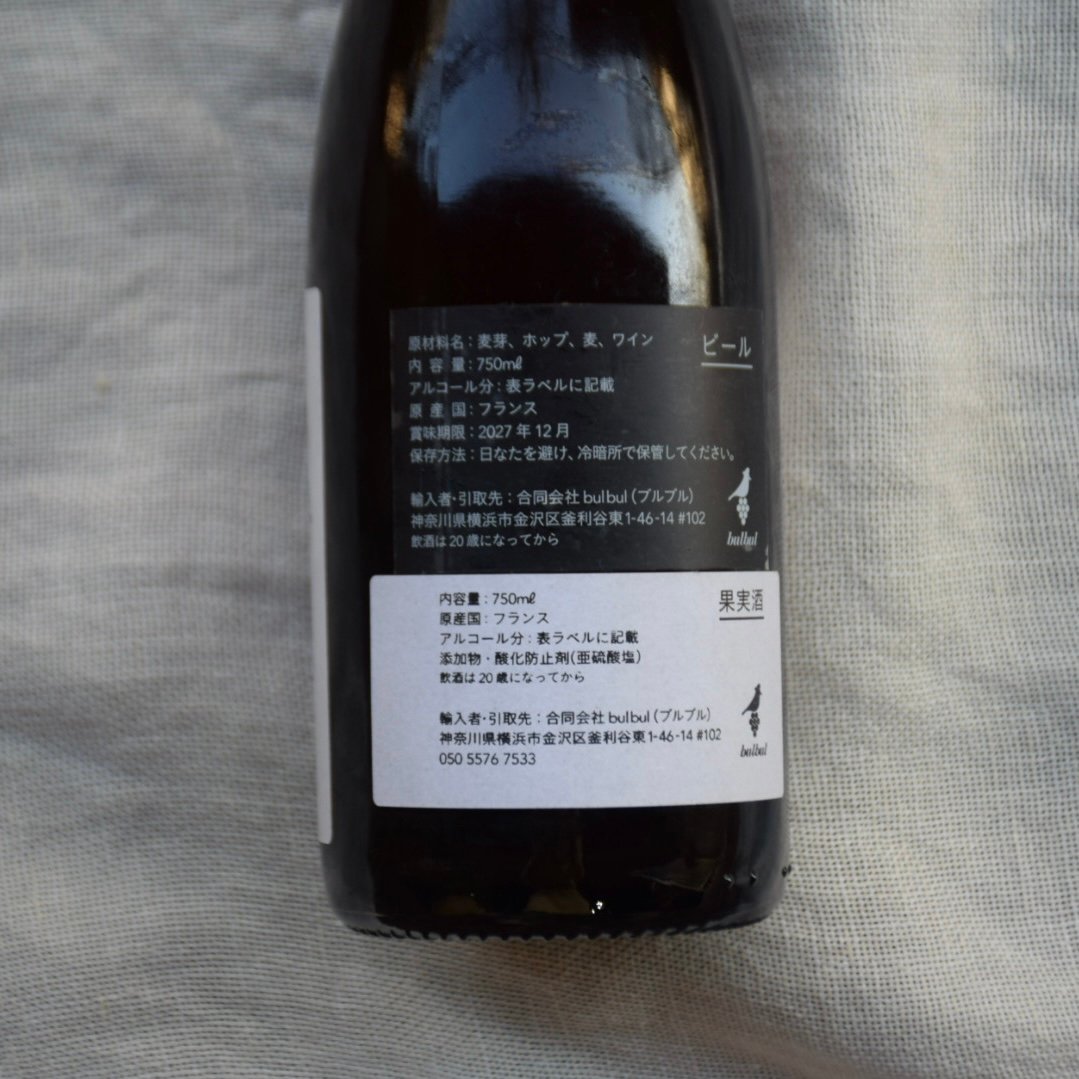 原材料名：麦芽、ホップ、麦、ワイン
ビール
内 容 量：750mℓ
アルコール分：表ラベルに記載
原 産 国：フランス
賞味期限：2027 年 12 月
保存方法：日なたを避け、冷暗所で保管してください。
輸入者・引取先：合同会社 bulbul（ブルブル）
神奈川県横浜市金沢区釜利谷東1-46-14 #102
飲酒は20歳になってから
bulbul
内容量：750mℓ
果実酒
原産国：フランス
アルコール分：表ラベルに記載
添加物・酸化防止剤（亜硫酸塩）
飲酒は20歳になってから
輸入者・引取先：合同会社 bulbul（ブルブル）
神奈川県横浜市金沢区釜利谷東1-46-14 #102
050 5576 7533
bulbul